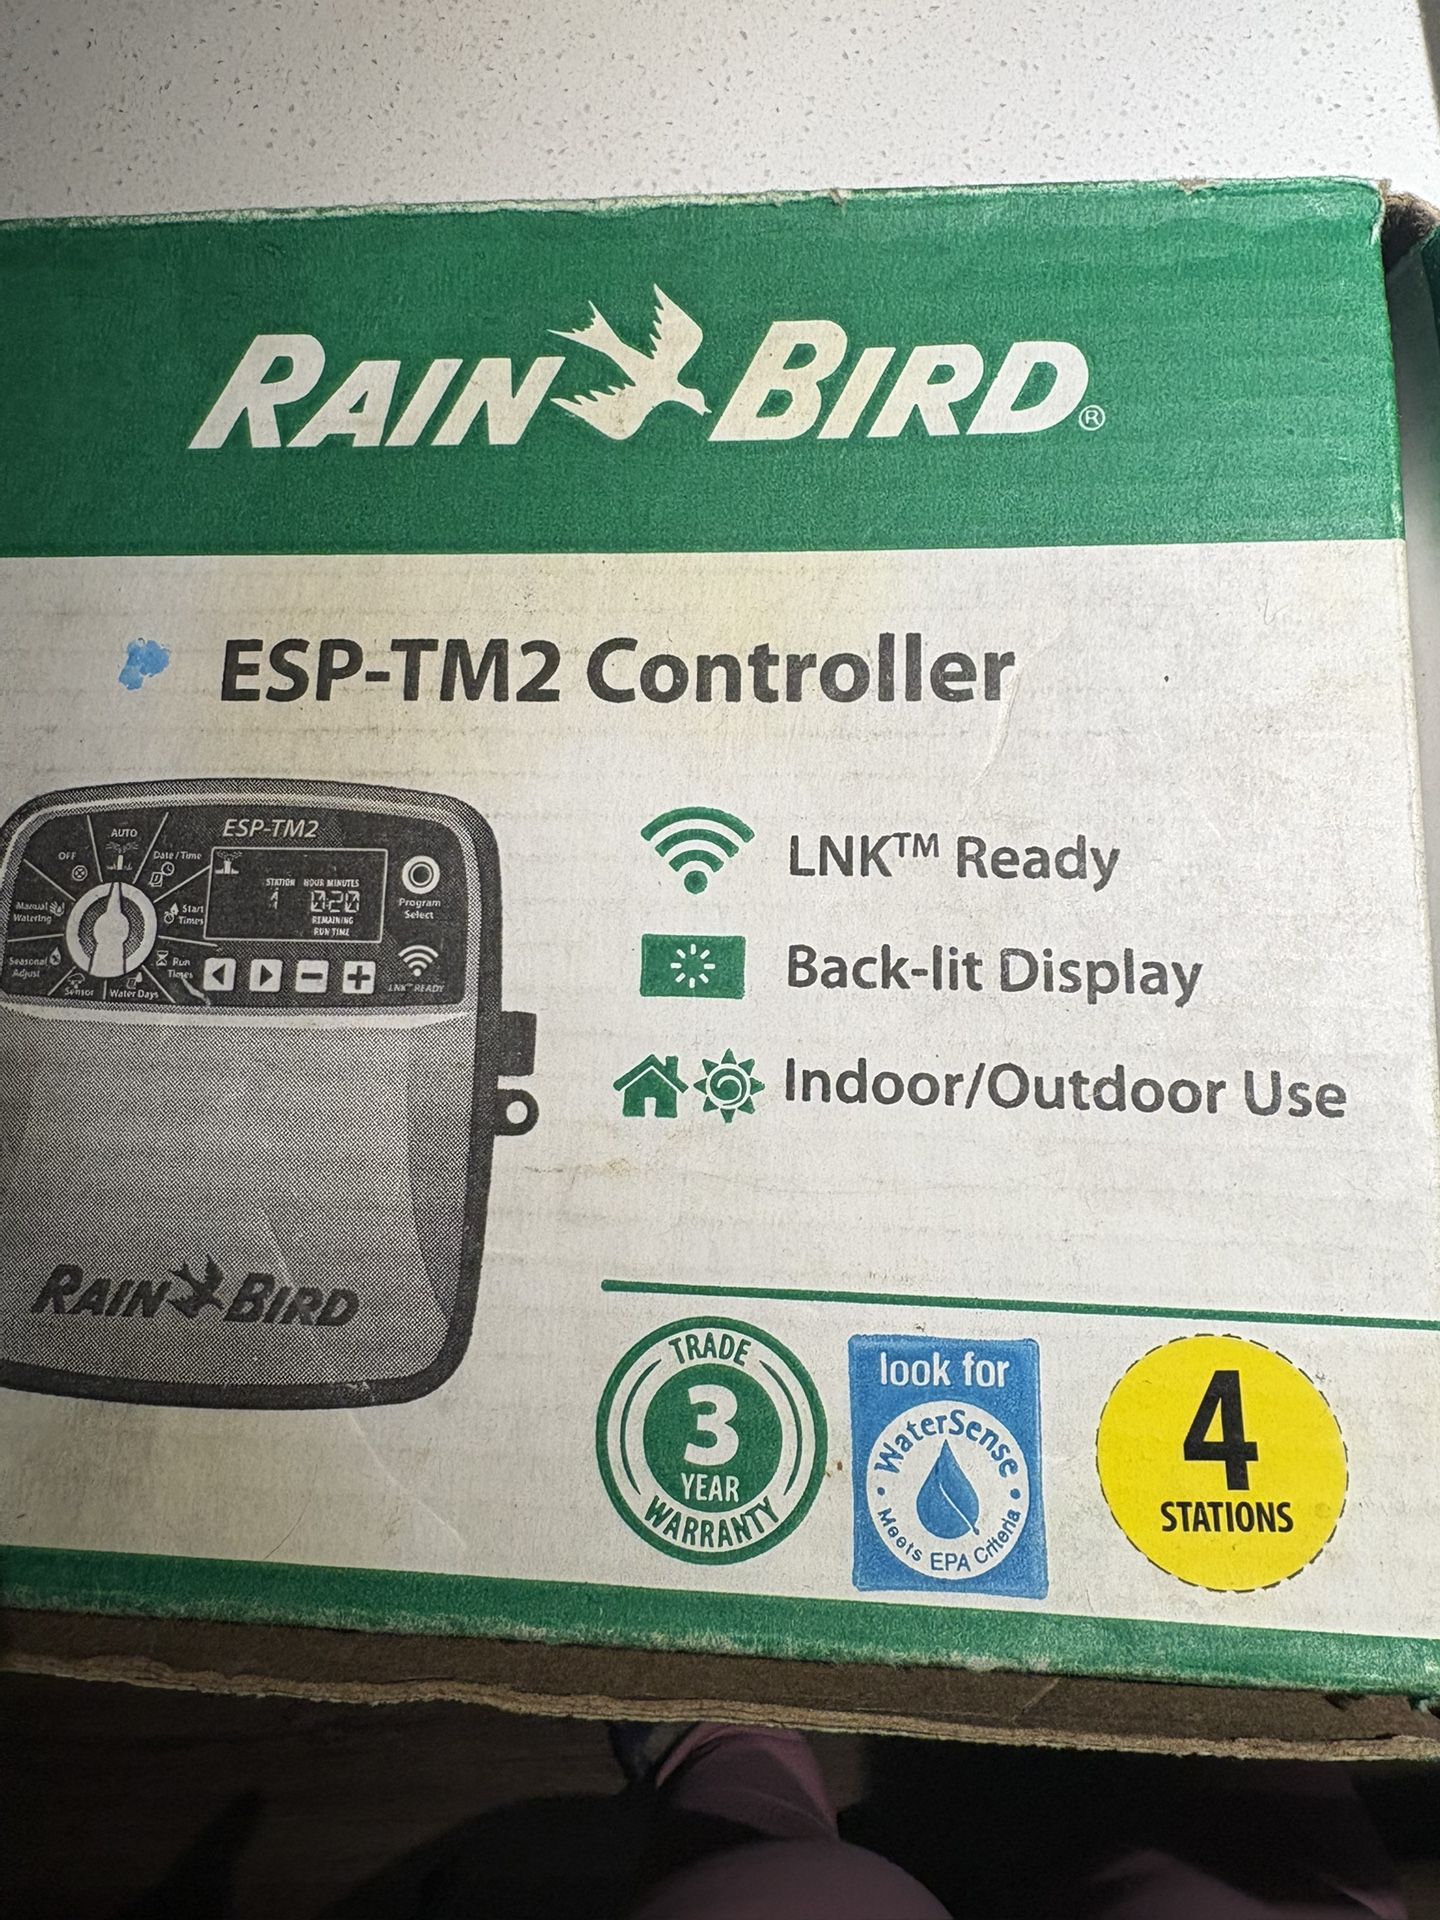 RAIN BIRD®
ESP-TM2 Controller
ESP-TM2
AUTO
OFF
Date/Time
Manual Watering
Start Times
Seasonal Adjust
Run Times
Sensor
Water Days
STATION HOUR MINUTES
1 0:20
REMAINING
RUN TIME
Program
Select
LNK™ READY
RAIN BIRD
LNK™ Ready
Back-lit Display
Indoor/Outdoor Use
TRADE
3
YEAR
WARRANTY
look for
WaterSense
Meets EPA Criteria
4
STATIONS